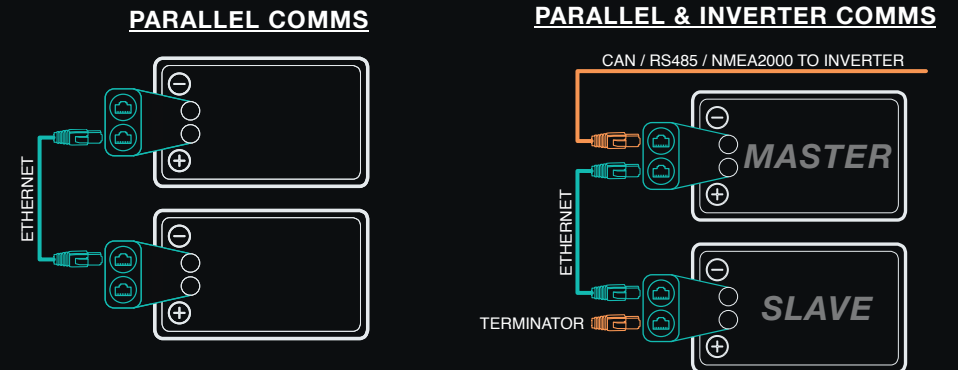 PARALLEL COMMS
ETHERNET
PARALLEL & INVERTER COMMS
CAN / RS485 / NMEA2000 TO INVERTER
MASTER
ETHERNET
SLAVE
TERMINATOR